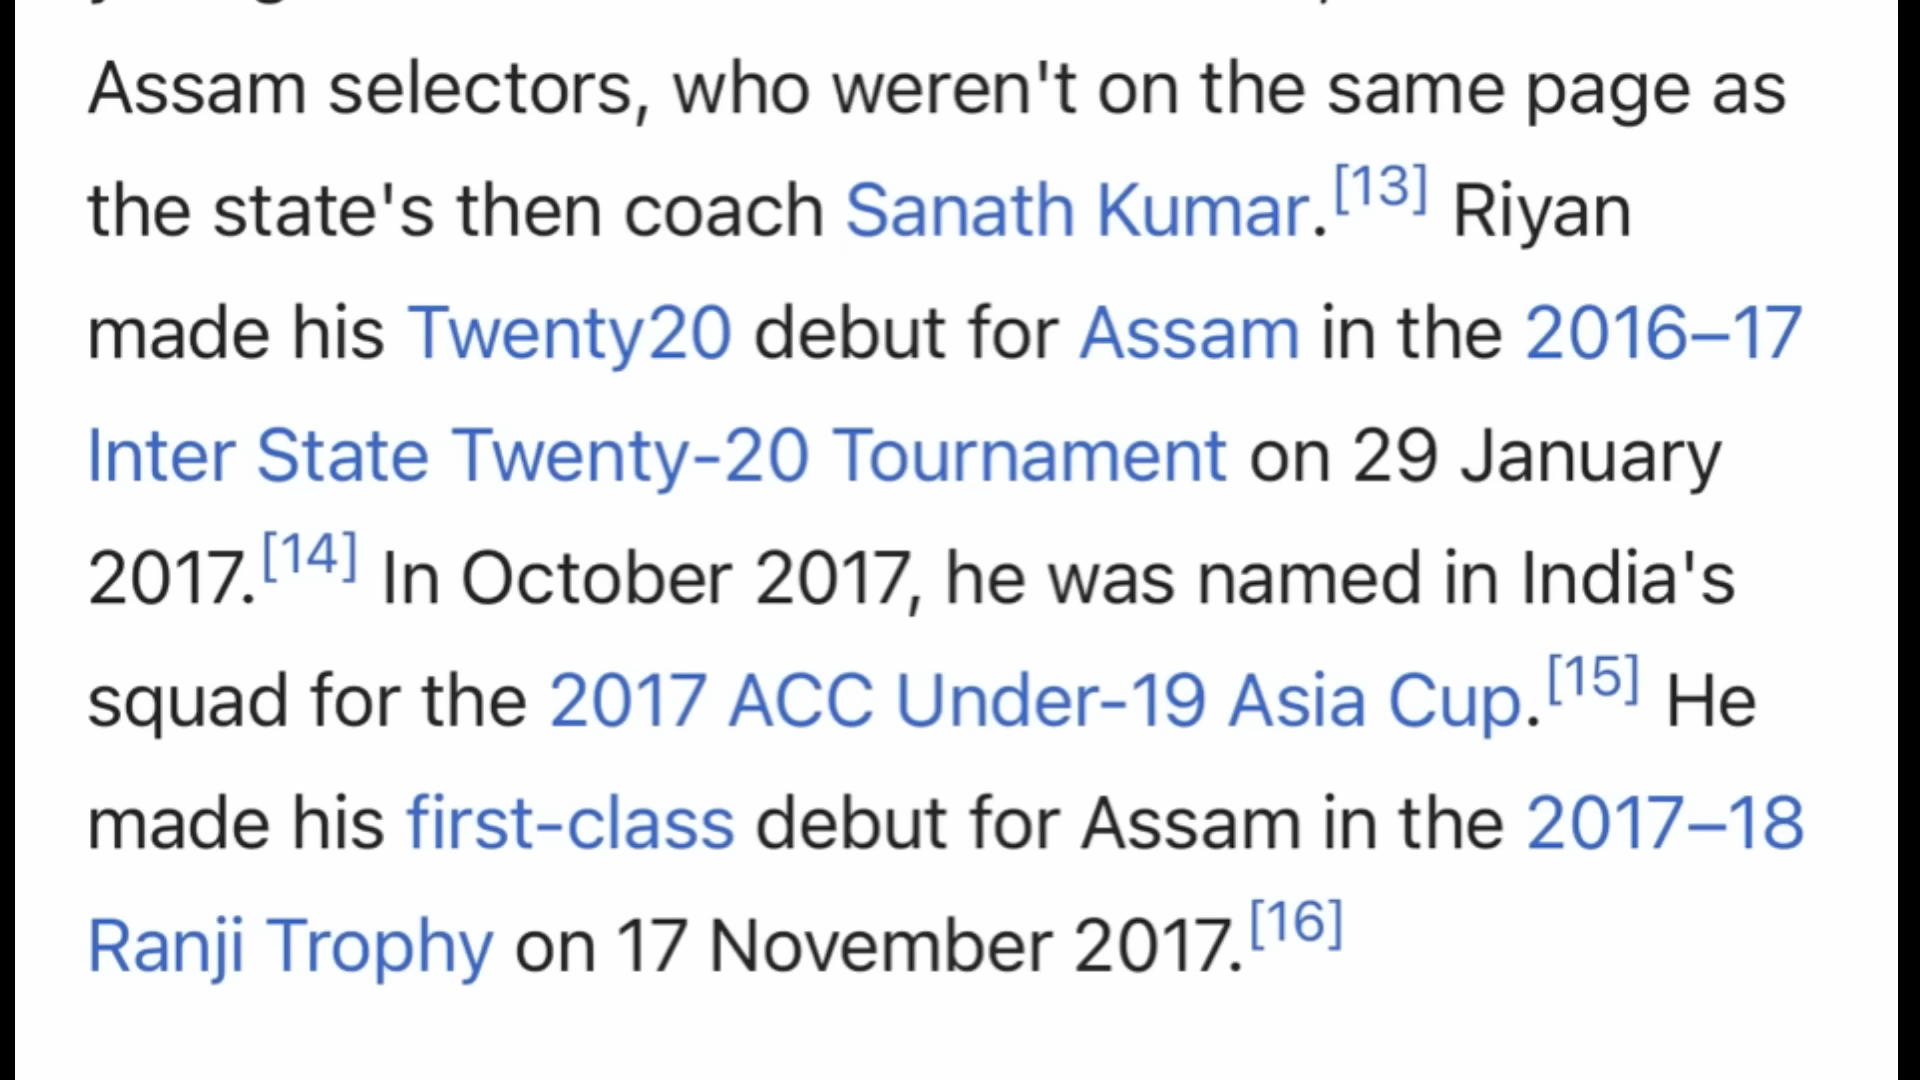 Assam selectors, who weren't on the same page as
the state's then coach Sanath Kumar.[13] Riyan
made his Twenty20 debut for Assam in the 2016–17
Inter State Twenty-20 Tournament on 29 January
2017.[14] In October 2017, he was named in India's
squad for the 2017 ACC Under-19 Asia Cup.[15] He
made his first-class debut for Assam in the 2017–18
Ranji Trophy on 17 November 2017.[16]